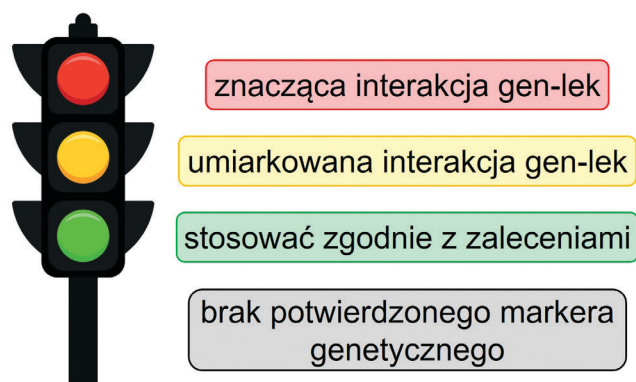 znacząca interakcja gen-lek
umiarkowana interakcja gen-lek
stosować zgodnie z zaleceniami
brak potwierdzonego markera
genetycznego